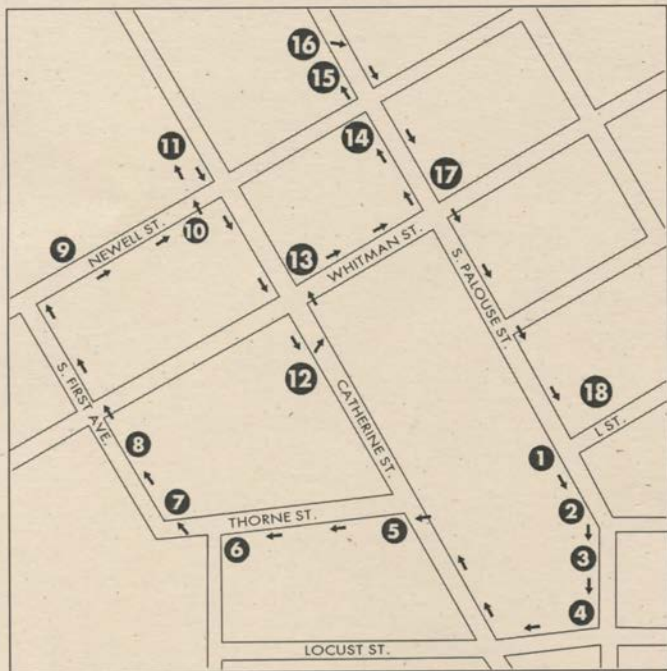 16
15
11
14
17
9
NEWELL ST.
10
13
WHITMAN ST.
S. PALOUSE ST.
S. FIRST AVE.
12
CATHERINE ST.
18
L ST.
8
1
7
THORNE ST.
5
2
6
3
4
LOCUST ST.